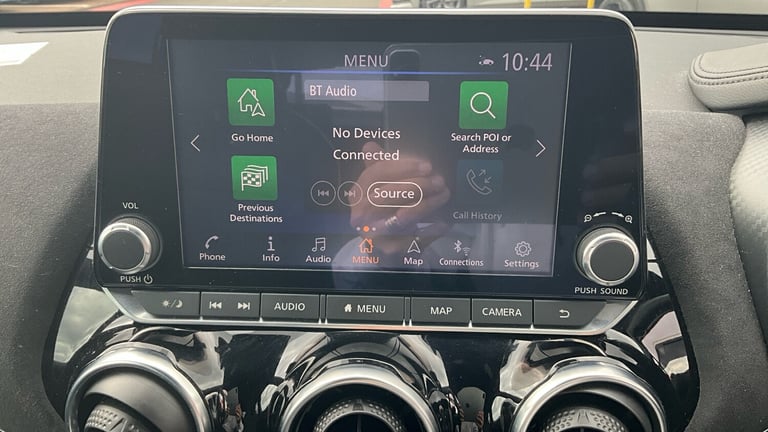 MENU
10:44
BT Audio
Go Home
No Devices
Connected
Search POI or
Address
Previous
Destinations
Source
Call History
Phone
Info
Audio
MENU
Map
Connections
Settings
VOL
PUSH
PUSH SOUND
AUDIO
MENU
MAP
CAMERA